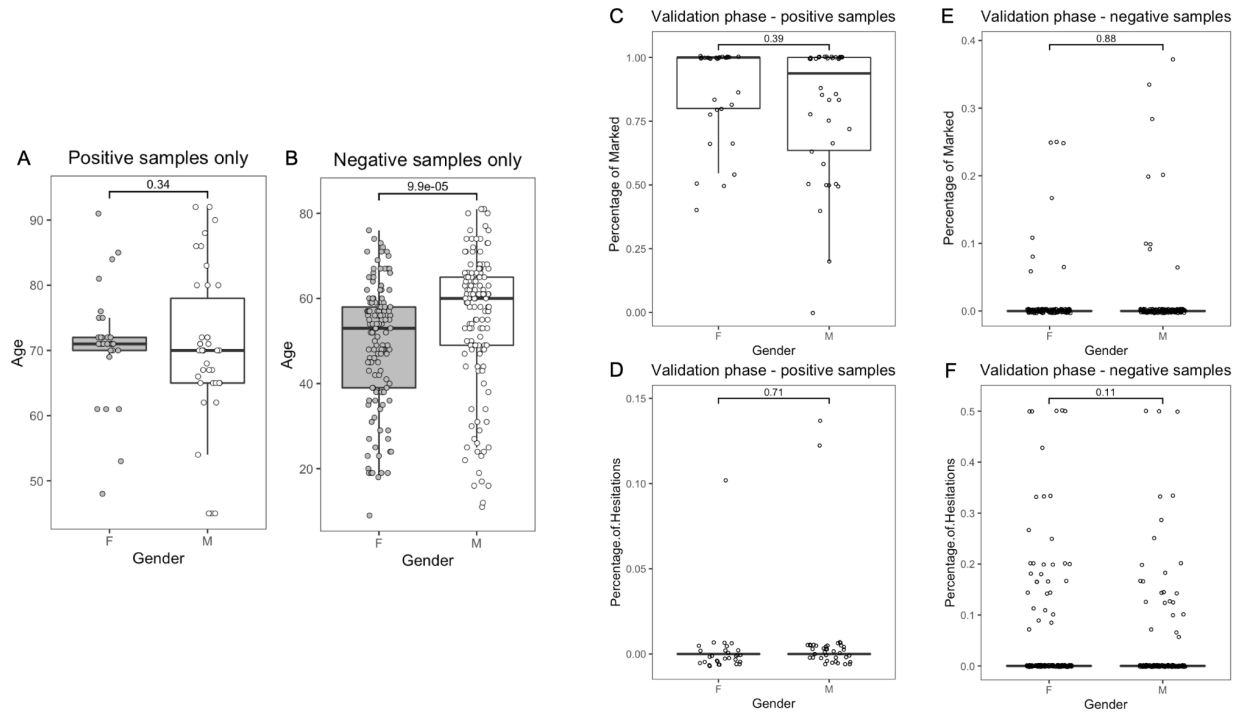 A Positive samples only
0.34
90
80
70
60
50
Age
F M
Gender
B Negative samples only
9.9e-05
80
60
40
20
Age
F M
Gender
C Validation phase - positive samples
0.39
1.00
0.75
0.50
0.25
0.00
Percentage of Marked
F M
Gender
D Validation phase - positive samples
0.71
0.15
0.10
0.05
0.00
Percentage.of.Hesitations
F M
Gender
E Validation phase - negative samples
0.88
0.4
0.3
0.2
0.1
0.0
Percentage of Marked
F M
Gender
F Validation phase - negative samples
0.11
0.5
0.4
0.3
0.2
0.1
0.0
Percentage.of.Hesitations
F M
Gender